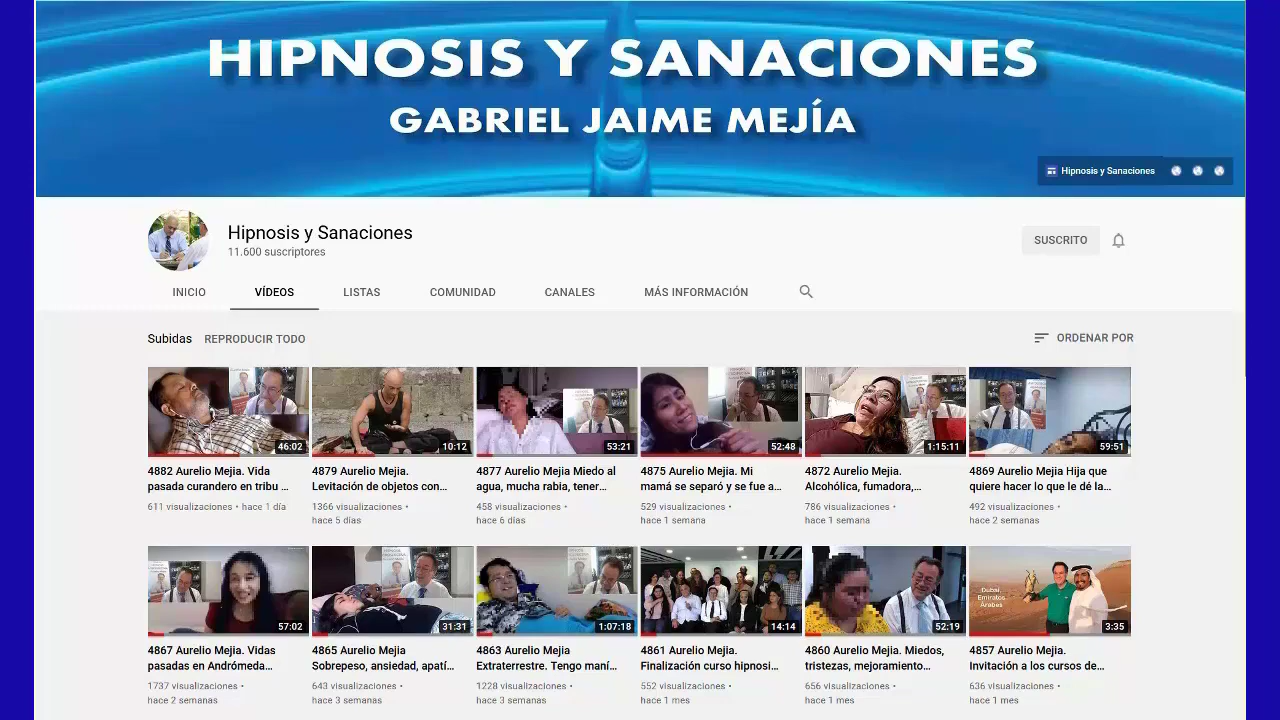 HIPNOSIS Y SANACIONES
GABRIEL JAIME MEJÍA
Hipnosis y Sanaciones
Hipnosis y Sanaciones
11.600 suscriptores
SUSCRITO
INICIO VÍDEOS LISTAS COMUNIDAD CANALES MÁS INFORMACIÓN
Subidas REPRODUCIR TODO ORDENAR POR
46:02
10:12
53:21
52:48
1:15:11
59:51
4882 Aurelio Mejia. Vida
pasada curandero en tribu ...
611 visualizaciones • hace 1 día
4879 Aurelio Mejia.
Levitación de objetos con...
1366 visualizaciones •
hace 5 días
4877 Aurelio Mejia Miedo al
agua, mucha rabia, tener...
458 visualizaciones •
hace 6 días
4875 Aurelio Mejia. Mi
mamá se separó y se fue a...
529 visualizaciones •
hace 1 semana
4872 Aurelio Mejia.
Alcohólica, fumadora,...
786 visualizaciones •
hace 1 semana
4869 Aurelio Mejia Hija que
quiere hacer lo que le dé la...
492 visualizaciones •
hace 2 semanas
57:02
31:31
1:07:18
14:14
52:19
Dubai,
Emiratos
Árabes
3:35
4867 Aurelio Mejia. Vidas
pasadas en Andrómeda...
1737 visualizaciones •
hace 2 semanas
4865 Aurelio Mejia
Sobrepeso, ansiedad, apatí...
643 visualizaciones •
hace 3 semanas
4863 Aurelio Mejia
Extraterrestre. Tengo maní...
1228 visualizaciones •
hace 3 semanas
4861 Aurelio Mejia.
Finalización curso hipnosi...
552 visualizaciones •
hace 1 mes
4860 Aurelio Mejia. Miedos,
tristezas, mejoramiento...
656 visualizaciones •
hace 1 mes
4857 Aurelio Mejia.
Invitación a los cursos de...
636 visualizaciones •
hace 1 mes